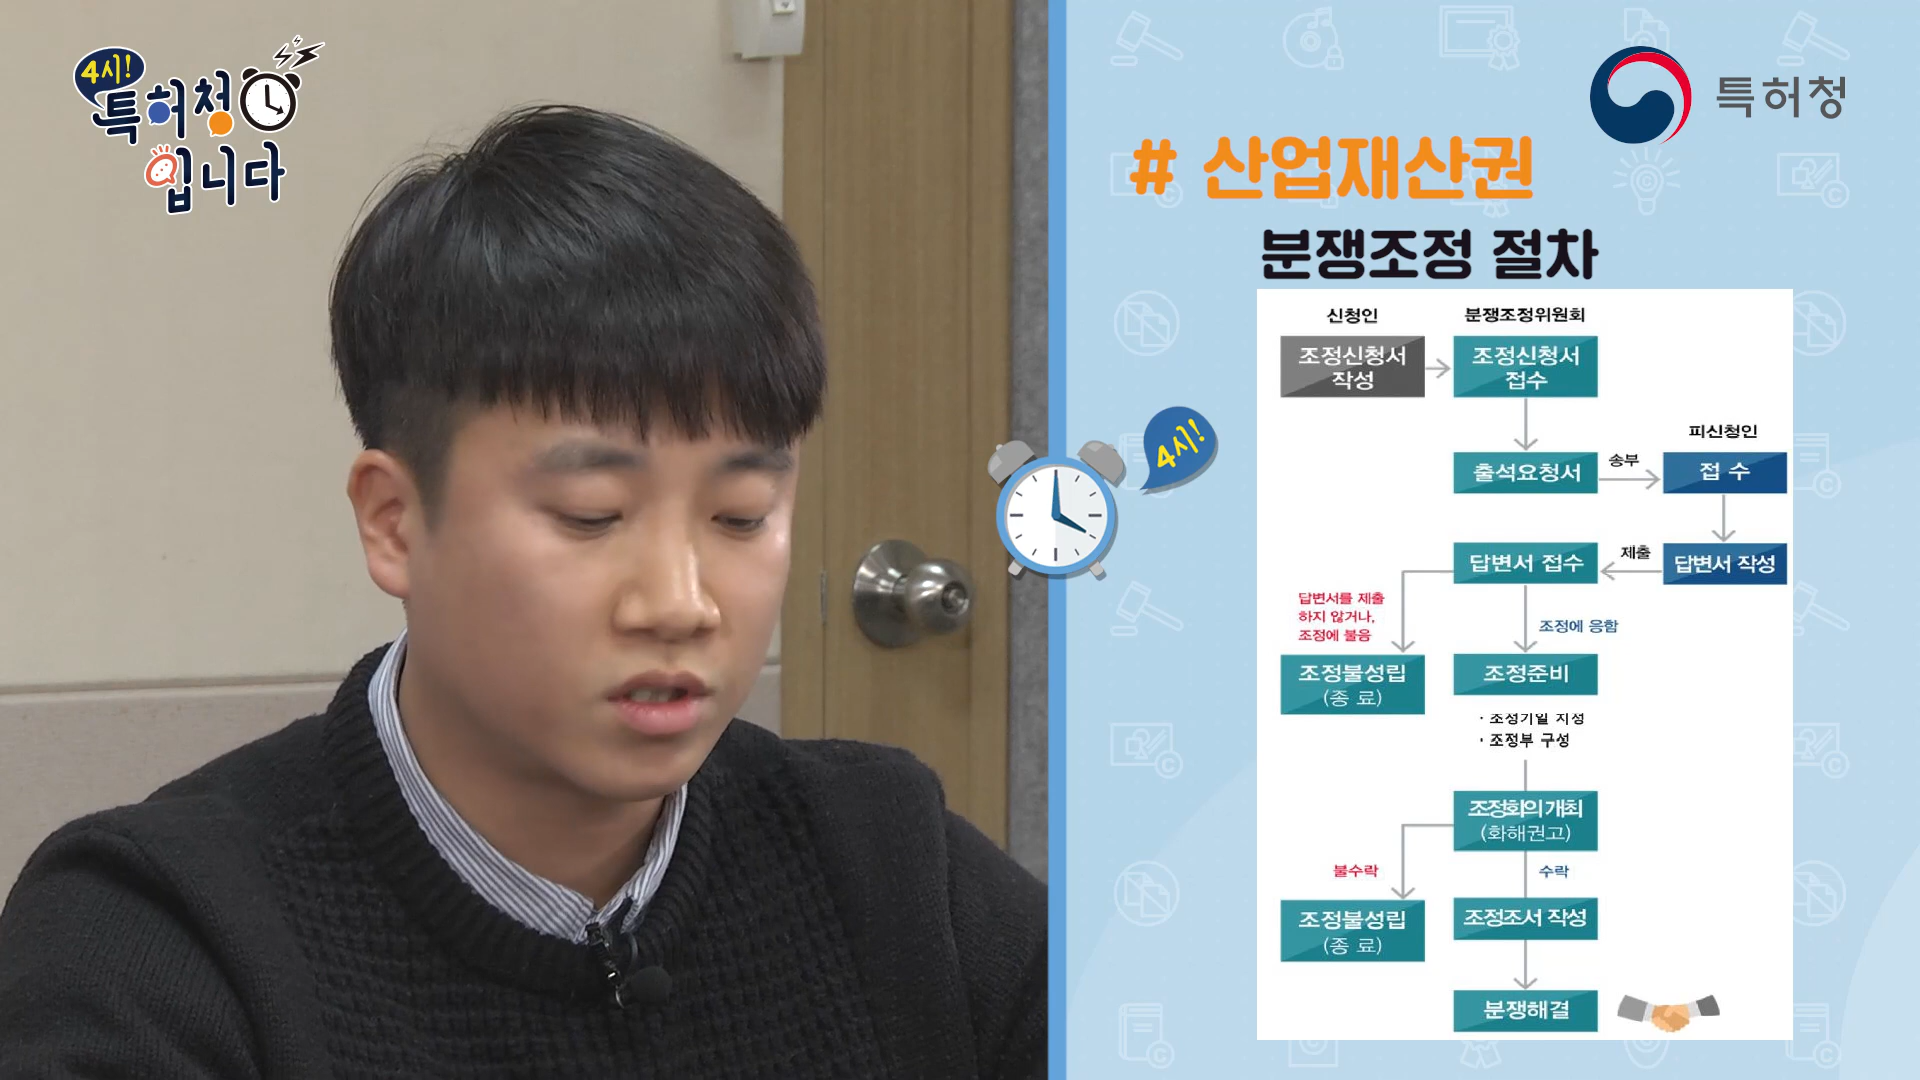 4시!
특허청
입니다
특허청
# 산업재산권
분쟁조정 절차
신청인
분쟁조정위원회
조정신청서
작성
조정신청서
접수
피신청인
출석요청서
송부
접 수
4시!
답변서 접수
제출
답변서 작성
답변서를 제출
하지 않거나,
조정에 불응
조정에 응함
조정불성립
(종 료)
조정준비
· 조정기일 지정
· 조정부 구성
조정회의 개최
(화해권고)
불수락
수락
조정불성립
(종 료)
조정조서 작성
분쟁해결